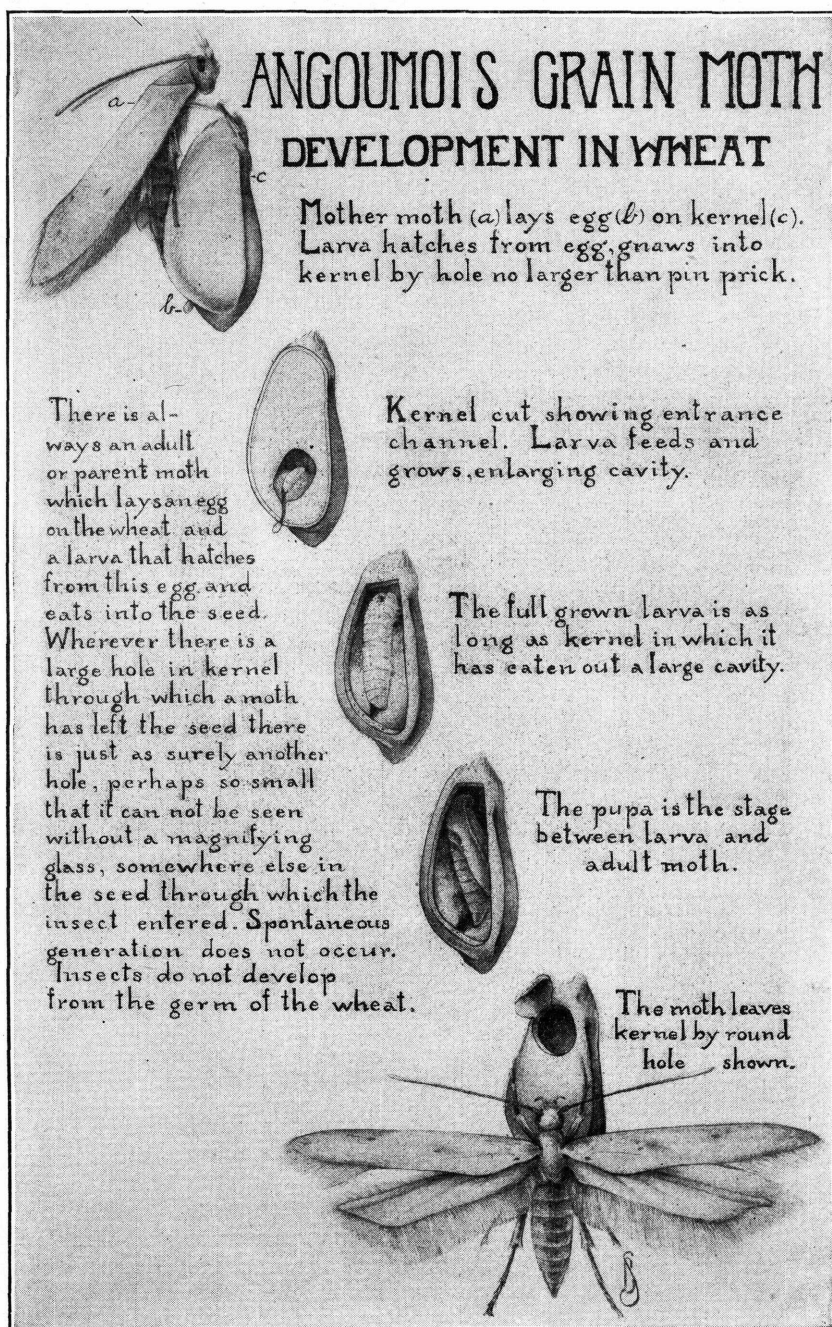 ANGOUMOIS GRAIN MOTH
DEVELOPMENT IN WHEAT
a
c
b
Mother moth (a) lays egg (b) on kernel (c).
Larva hatches from egg, gnaws into
kernel by hole no larger than pin prick.
Kernel cut showing entrance
channel. Larva feeds and
grows, enlarging cavity.
There is al-
ways an adult
or parent moth
which lays an egg
on the wheat and
a larva that hatches
from this egg and
eats into the seed.
Wherever there is a
large hole in kernel
through which a moth
has left the seed there
is just as surely another
hole, perhaps so small
that it can not be seen
without a magnifying
glass, somewhere else in
the seed through which the
insect entered. Spontaneous
generation does not occur.
Insects do not develop
from the germ of the wheat.
The full grown larva is as
long as kernel in which it
has eaten out a large cavity.
The pupa is the stage
between larva and
adult moth.
The moth leaves
kernel by round
hole shown.